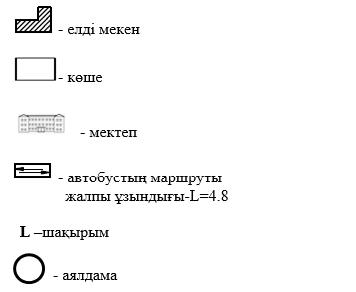 - елді мекен
- көше
- мектеп
- автобустың маршруты
жалпы ұзындығы-L=4.8
L –шақырым
- аялдама